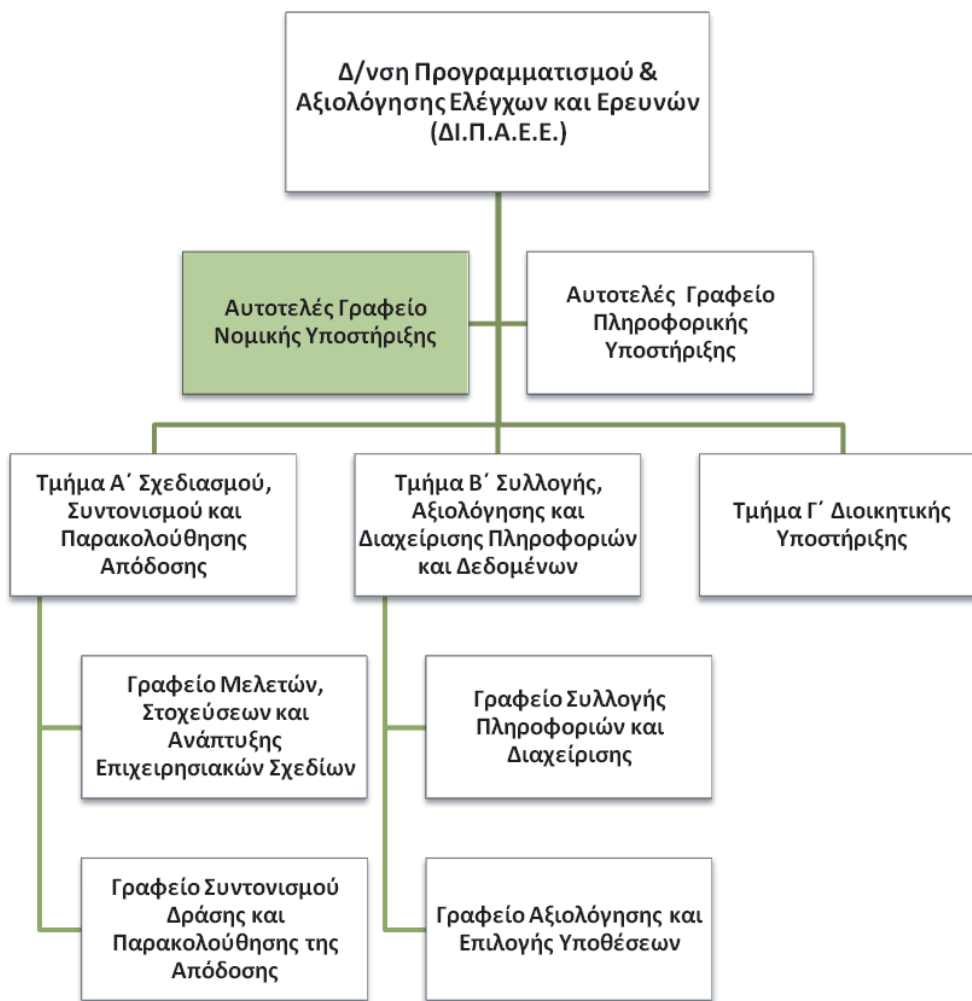 Δ/νση Προγραμματισμού &
Αξιολόγησης Ελέγχων και Ερευνών
(ΔΙ.Π.Α.Ε.Ε.)
Αυτοτελές Γραφείο
Νομικής Υποστήριξης
Αυτοτελές Γραφείο
Πληροφορικής
Υποστήριξης
Τμήμα Α΄ Σχεδιασμού,
Συντονισμού και
Παρακολούθησης
Απόδοσης
Τμήμα Β΄ Συλλογής,
Αξιολόγησης και
Διαχείρισης Πληροφοριών
και Δεδομένων
Τμήμα Γ΄ Διοικητικής
Υποστήριξης
Γραφείο Μελετών,
Στοχεύσεων και
Ανάπτυξης
Επιχειρησιακών Σχεδίων
Γραφείο Συλλογής
Πληροφοριών και
Διαχείρισης
Γραφείο Συντονισμού
Δράσης και
Παρακολούθησης της
Απόδοσης
Γραφείο Αξιολόγησης και
Επιλογής Υποθέσεων